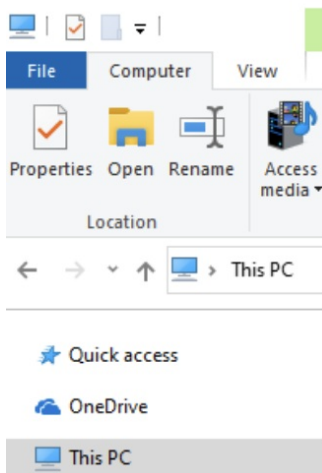 File Computer View
Properties Open Rename Access
media
Location
This PC
Quick access
OneDrive
This PC